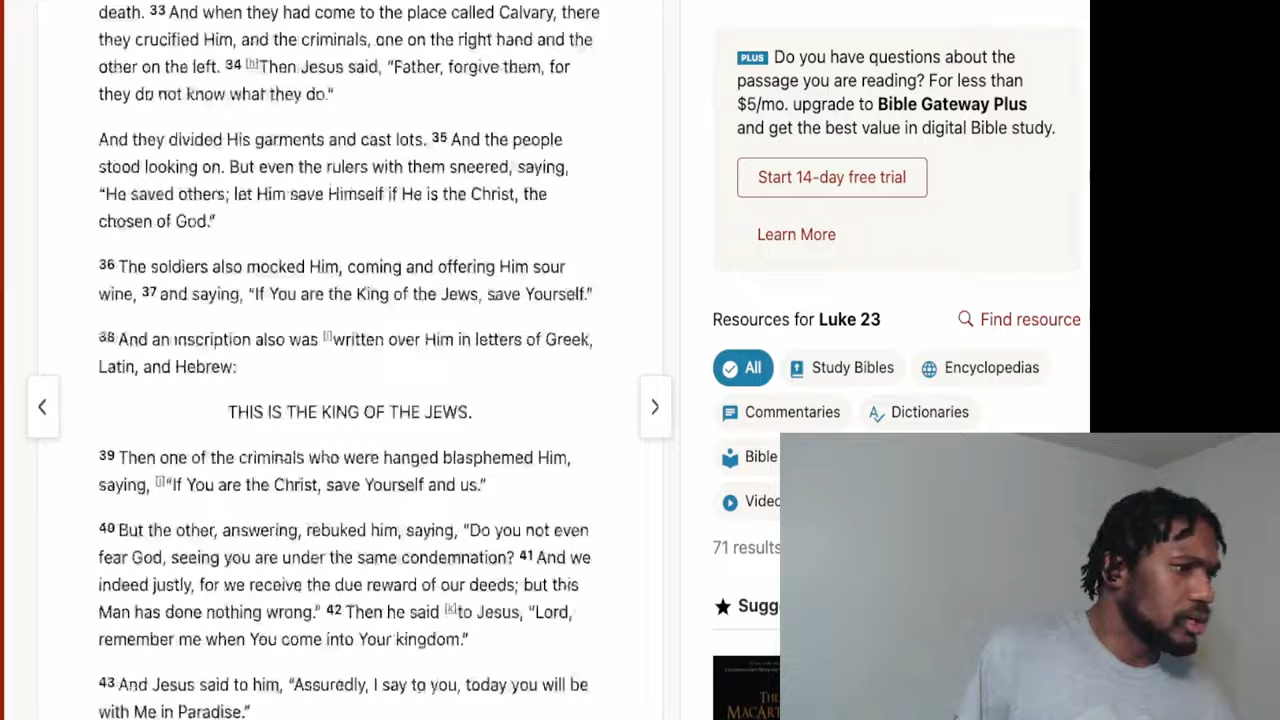 death. 33 And when they had come to the place called Calvary, there
they crucified Him, and the criminals, one on the right hand and the
other on the left. 34 [h]Then Jesus said, “Father, forgive them, for
they do not know what they do.”
And they divided His garments and cast lots. 35 And the people
stood looking on. But even the rulers with them sneered, saying,
“He saved others; let Him save Himself if He is the Christ, the
chosen of God.”
36 The soldiers also mocked Him, coming and offering Him sour
wine, 37 and saying, “If You are the King of the Jews, save Yourself.”
38 And an inscription also was [i]written over Him in letters of Greek,
Latin, and Hebrew:
THIS IS THE KING OF THE JEWS.
39 Then one of the criminals who were hanged blasphemed Him,
saying, [j]“If You are the Christ, save Yourself and us.”
40 But the other, answering, rebuked him, saying, “Do you not even
fear God, seeing you are under the same condemnation? 41 And we
indeed justly, for we receive the due reward of our deeds; but this
Man has done nothing wrong.” 42 Then he said [k]to Jesus, “Lord,
remember me when You come into Your kingdom.”
43 And Jesus said to him, “Assuredly, I say to you, today you will be
with Me in Paradise.”
PLUS Do you have questions about the
passage you are reading? For less than
$5/mo. upgrade to Bible Gateway Plus
and get the best value in digital Bible study.
Start 14-day free trial
Learn More
Resources for Luke 23 Find resource
All Study Bibles Encyclopedias
Commentaries Dictionaries
Bible
Video
71 results
Sugg
THE
MACART